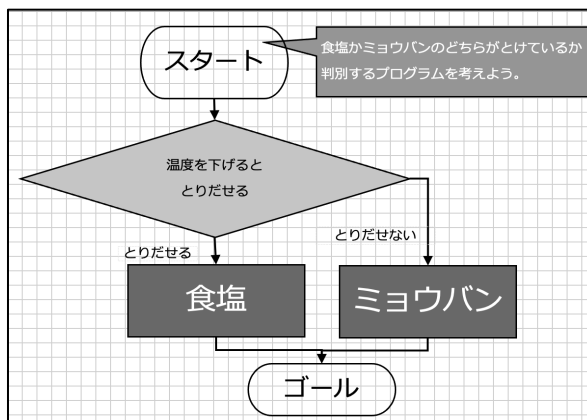 スタート
食塩かミョウバンのどちらがとけているか
判別するプログラムを考えよう。
温度を下げると
とりだせる
とりだせない
とりだせる
食塩
ミョウバン
ゴール